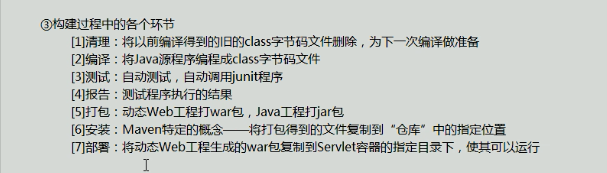 ③构建过程中的各个环节
[1]清理：将以前编译得到的旧的class字节码文件删除，为下一次编译做准备
[2]编译：将Java源程序编程成class字节码文件
[3]测试：自动测试，自动调用junit程序
[4]报告：测试程序执行的结果
[5]打包：动态Web工程打war包，Java工程打jar包
[6]安装：Maven特定的概念——将打包得到的文件复制到“仓库”中的指定位置
[7]部署：将动态Web工程生成的war包复制到Servlet容器的指定目录下，使其可以运行